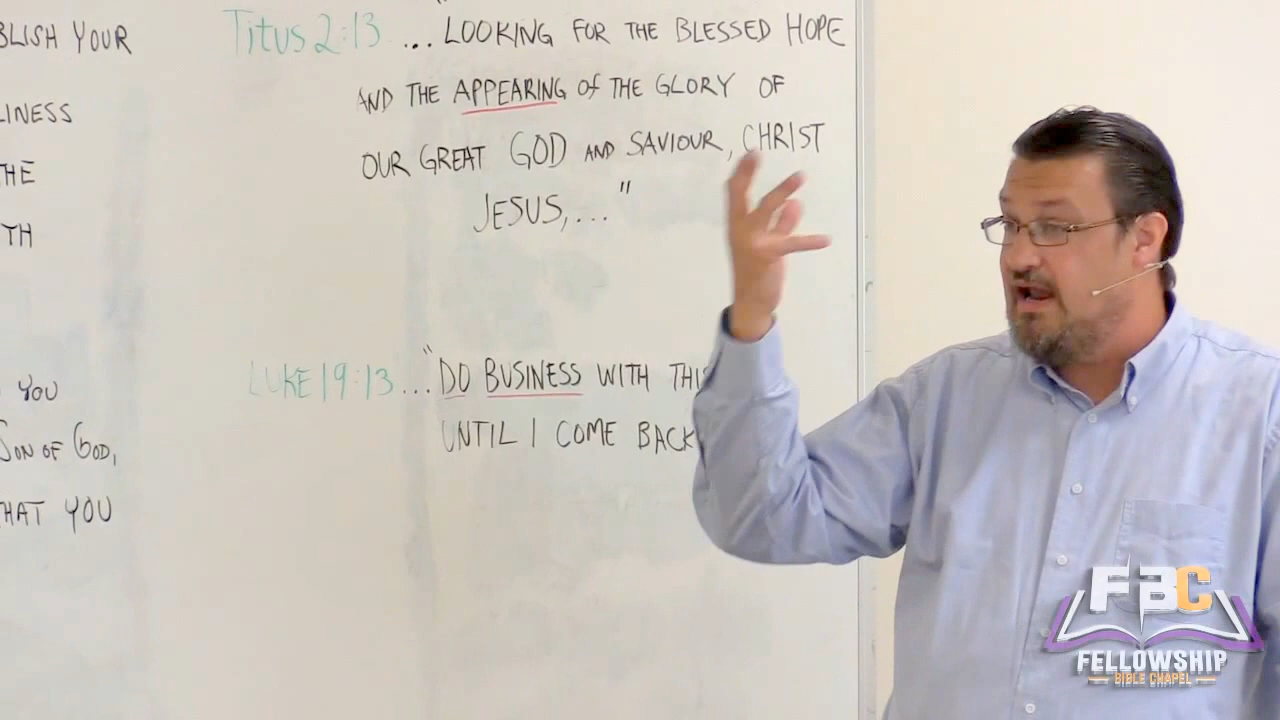 BLISH YOUR
LINESS
THE
TH
YOU
SON OF GOD,
THAT YOU
Titus 2:13 ... "LOOKING FOR THE BLESSED HOPE
AND THE APPEARING of THE GLORY OF
OUR GREAT GOD AND SAVIOUR, CHRIST
JESUS,..."
LUKE 19:13 ... "DO BUSINESS WITH THIS
UNTIL I COME BACK
FBC
FELLOWSHIP
BIBLE CHAPEL